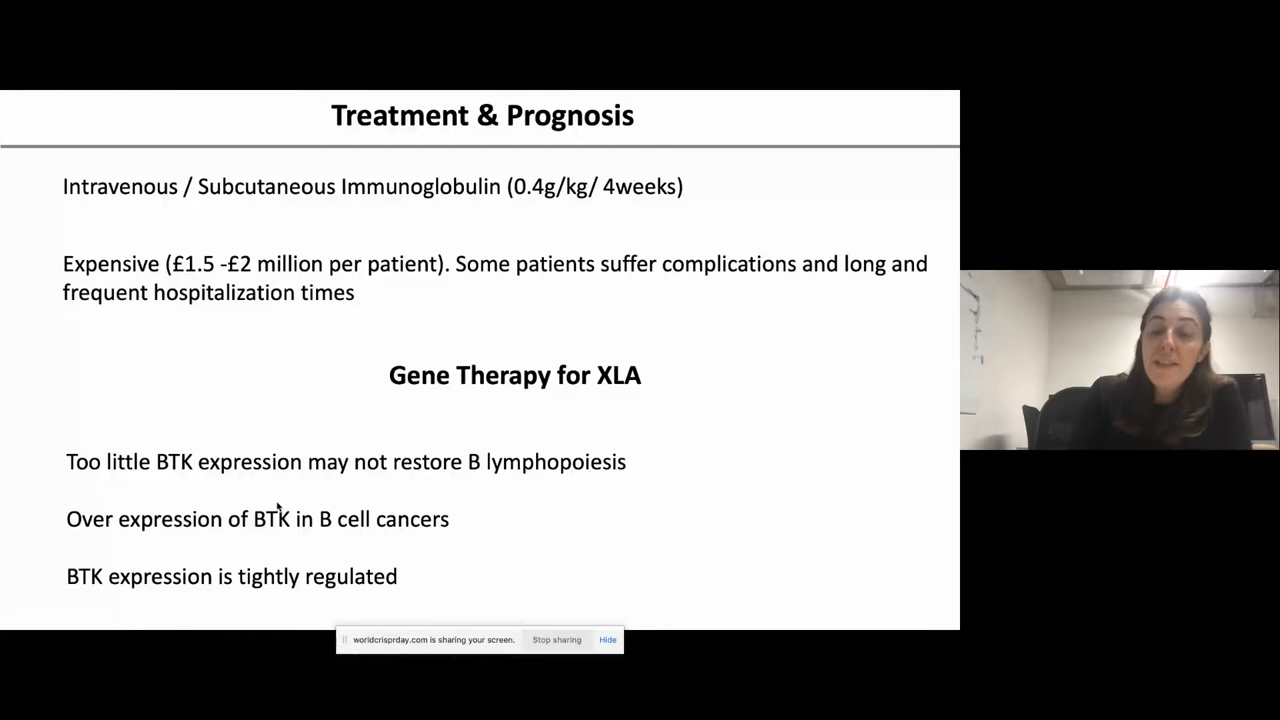 Treatment & Prognosis
Intravenous / Subcutaneous Immunoglobulin (0.4g/kg/ 4weeks)
Expensive (£1.5 -£2 million per patient). Some patients suffer complications and long and
frequent hospitalization times
Gene Therapy for XLA
Too little BTK expression may not restore B lymphopoiesis
Over expression of BTK in B cell cancers
BTK expression is tightly regulated
worldcrisprday.com is sharing your screen. Stop sharing Hide